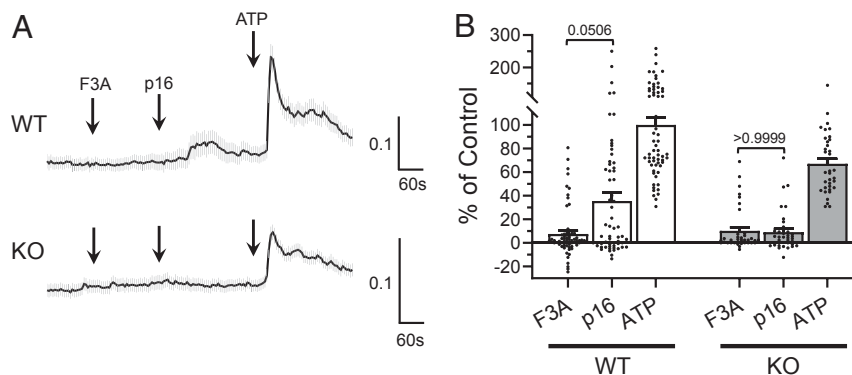 A
F3A
p16
ATP
WT
0.1
60s
KO
0.1
60s
B
% of Control
300
200
100
80
60
40
20
0
-20
0.0506
>0.9999
F3A
p16
ATP
F3A
p16
ATP
WT
KO